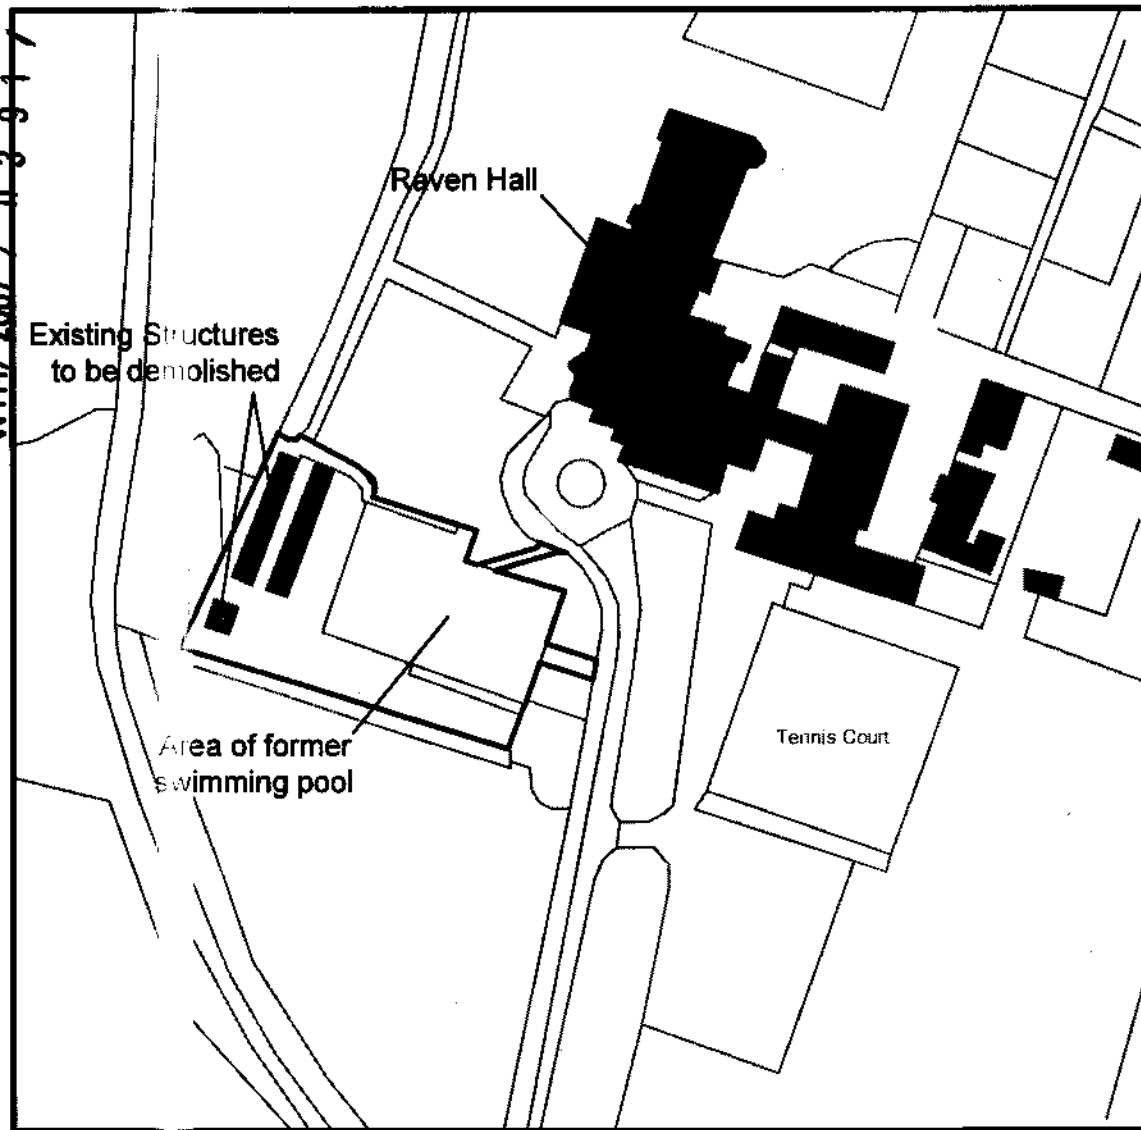 Raven Hall
Existing Structures
to be demolished
Area of former
swimming pool
Tennis Court